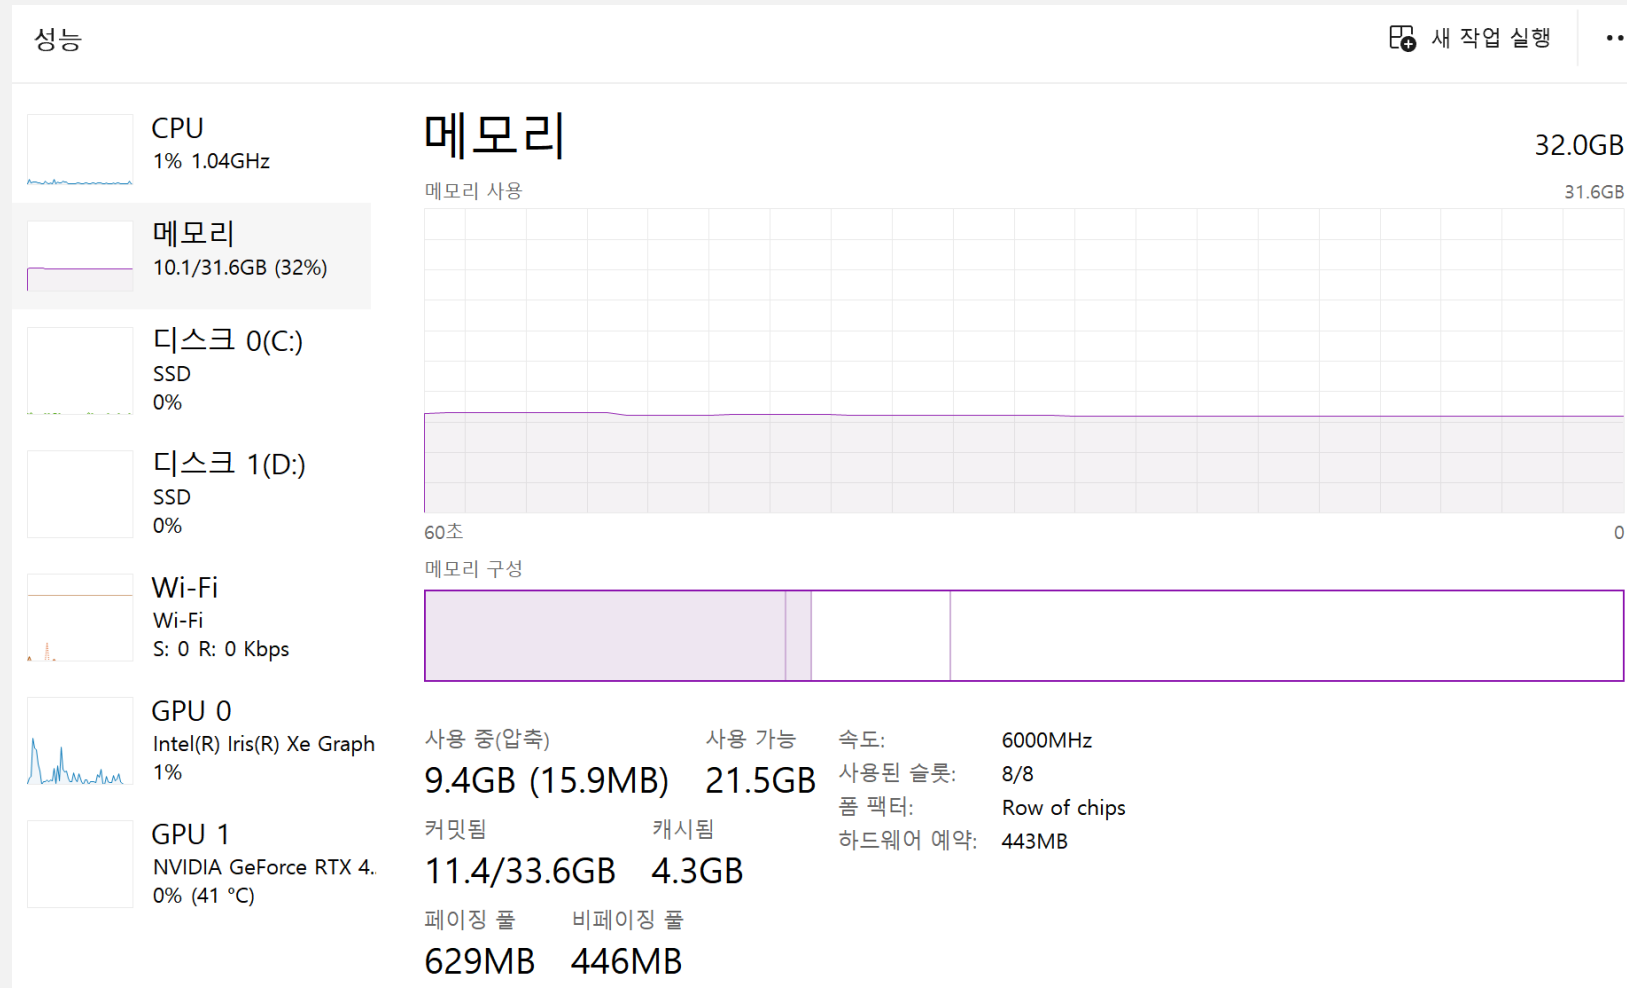 성능
새 작업 실행
CPU
1% 1.04GHz
메모리
10.1/31.6GB (32%)
디스크 0(C:)
SSD
0%
디스크 1(D:)
SSD
0%
Wi-Fi
Wi-Fi
S: 0 R: 0 Kbps
GPU 0
Intel(R) Iris(R) Xe Graph
1%
GPU 1
NVIDIA GeForce RTX 4..
0% (41 °C)
메모리
32.0GB
메모리 사용
31.6GB
60초
0
메모리 구성
사용 중(압축)
9.4GB (15.9MB)
사용 가능
21.5GB
커밋됨
11.4/33.6GB
캐시됨
4.3GB
페이징 풀
629MB
비페이징 풀
446MB
속도: 6000MHz
사용된 슬롯: 8/8
폼 팩터: Row of chips
하드웨어 예약: 443MB